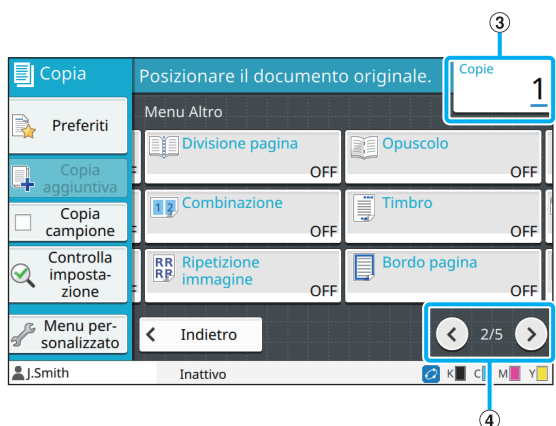 3
Copia
Posizionare il documento originale.
Copie
1
Menu Altro
Preferiti
Copia
aggiuntiva
Copia
campione
Controlla
imposta-
zione
Menu per-
sonalizzato
Divisione pagina
OFF
Opuscolo
OFF
Combinazione
OFF
Timbro
OFF
Ripetizione
immagine
OFF
Bordo pagina
OFF
Indietro
2/5
J.Smith
Inattivo
K C M Y
4